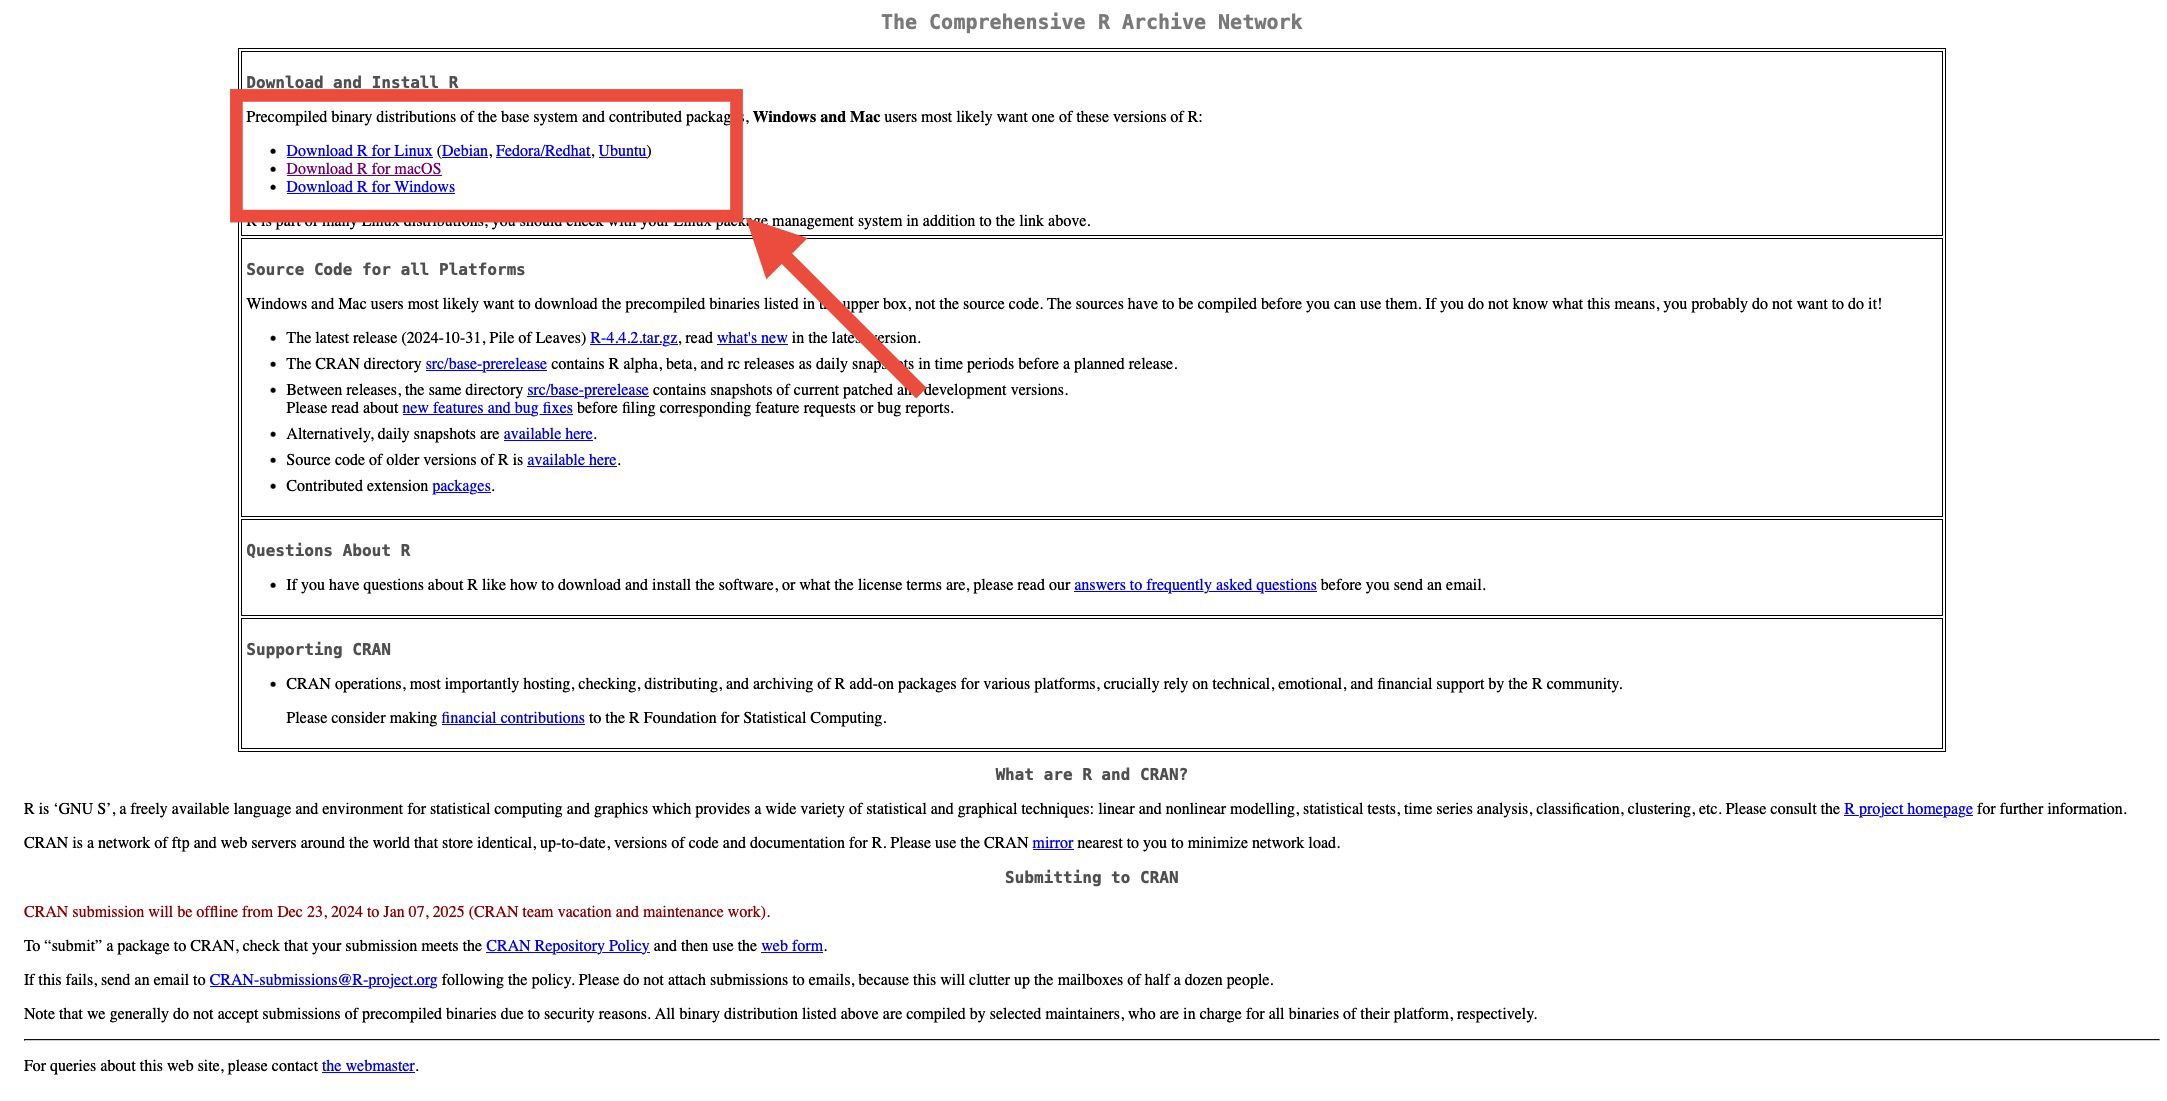 The Comprehensive R Archive Network
Download and Install R
Precompiled binary distributions of the base system and contributed packages, Windows and Mac users most likely want one of these versions of R:
• Download R for Linux (Debian, Fedora/Redhat, Ubuntu)
• Download R for macOS
• Download R for Windows
R is part of many Linux distributions, you should check with your Linux package management system in addition to the link above.
Source Code for all Platforms
Windows and Mac users most likely want to download the precompiled binaries listed in the upper box, not the source code. The sources have to be compiled before you can use them. If you do not know what this means, you probably do not want to do it!
• The latest release (2024-10-31, Pile of Leaves) R-4.4.2.tar.gz, read what's new in the latest version.
• The CRAN directory src/base-prerelease contains R alpha, beta, and rc releases as daily snapshots in time periods before a planned release.
• Between releases, the same directory src/base-prerelease contains snapshots of current patched and development versions.
Please read about new features and bug fixes before filing corresponding feature requests or bug reports.
• Alternatively, daily snapshots are available here.
• Source code of older versions of R is available here.
• Contributed extension packages.
Questions About R
• If you have questions about R like how to download and install the software, or what the license terms are, please read our answers to frequently asked questions before you send an email.
Supporting CRAN
• CRAN operations, most importantly hosting, checking, distributing, and archiving of R add-on packages for various platforms, crucially rely on technical, emotional, and financial support by the R community.
Please consider making financial contributions to the R Foundation for Statistical Computing.
What are R and CRAN?
R is ‘GNU S’, a freely available language and environment for statistical computing and graphics which provides a wide variety of statistical and graphical techniques: linear and nonlinear modelling, statistical tests, time series analysis, classification, clustering, etc. Please consult the R project homepage for further information.
CRAN is a network of ftp and web servers around the world that store identical, up-to-date, versions of code and documentation for R. Please use the CRAN mirror nearest to you to minimize network load.
Submitting to CRAN
CRAN submission will be offline from Dec 23, 2024 to Jan 07, 2025 (CRAN team vacation and maintenance work).
To “submit” a package to CRAN, check that your submission meets the CRAN Repository Policy and then use the web form.
If this fails, send an email to CRAN-submissions@R-project.org following the policy. Please do not attach submissions to emails, because this will clutter up the mailboxes of half a dozen people.
Note that we generally do not accept submissions of precompiled binaries due to security reasons. All binary distribution listed above are compiled by selected maintainers, who are in charge for all binaries of their platform, respectively.
For queries about this web site, please contact the webmaster.